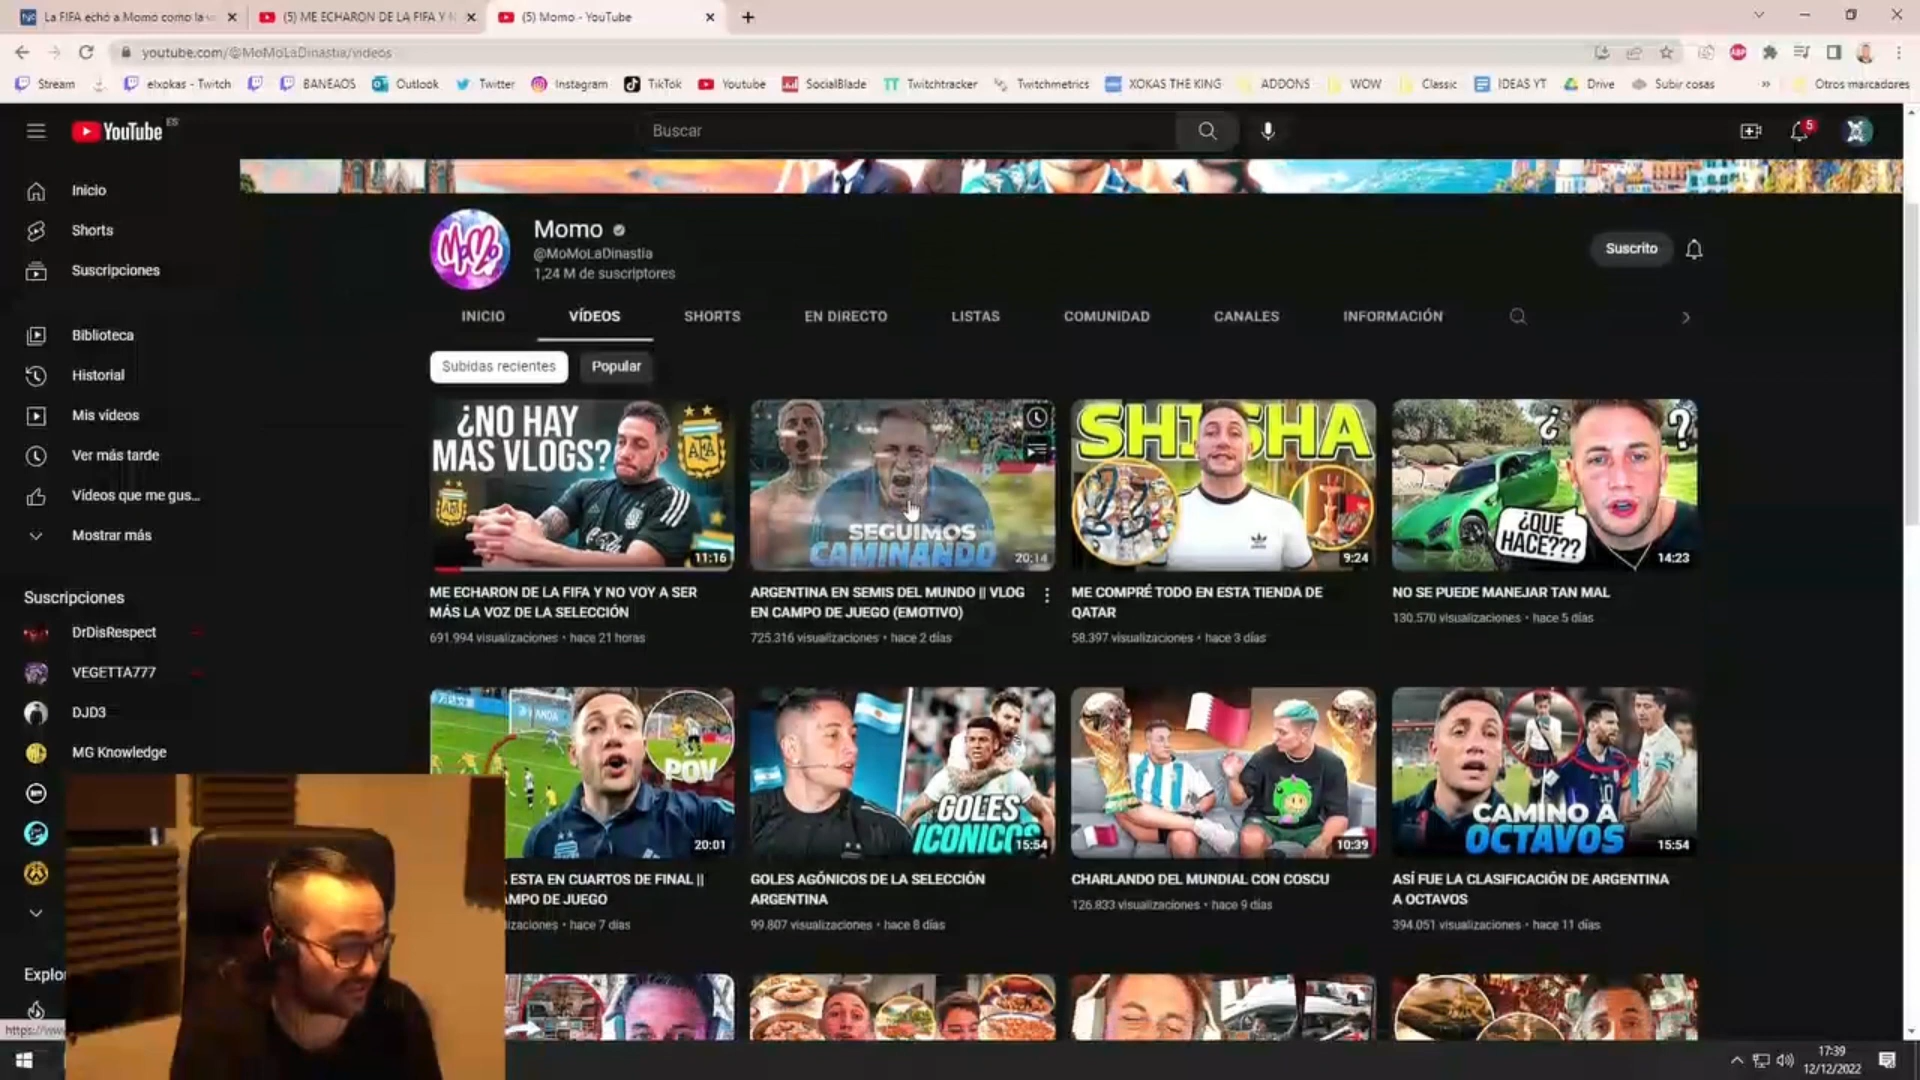 La FIFA echó a Momo como la v
(5) ME ECHARON DE LA FIFA Y N
(5) Momo - YouTube
youtube.com/@MoMoLaDinastia/videos
Stream
elxokas - Twitch
BANEAOS
Outlook
Twitter
Instagram
TikTok
Youtube
SocialBlade
Twitchtracker
Twitchmetrics
XOKAS THE KING
ADDONS
WOW
Classic
IDEAS YT
Drive
Subir cosas
»
Otros marcadores
YouTube ES
Buscar
5
Inicio
Shorts
Suscripciones
Biblioteca
Historial
Mis vídeos
Ver más tarde
Vídeos que me gus...
Mostrar más
Suscripciones
DrDisRespect
VEGETTA777
DJD3
MG Knowledge
Explo
MoMo
Momo
@MoMoLaDinastia
1,24 M de suscriptores
Suscrito
INICIO
VÍDEOS
SHORTS
EN DIRECTO
LISTAS
COMUNIDAD
CANALES
INFORMACIÓN
Subidas recientes
Popular
¿NO HAY
MAS VLOGS?
AFA
AFA
11:16
ME ECHARON DE LA FIFA Y NO VOY A SER
MÁS LA VOZ DE LA SELECCIÓN
691.994 visualizaciones • hace 21 horas
SEGUIMOS
CAMINANDO
20:14
ARGENTINA EN SEMIS DEL MUNDO || VLOG
EN CAMPO DE JUEGO (EMOTIVO)
725.316 visualizaciones • hace 2 días
SHISHA
9:24
ME COMPRÉ TODO EN ESTA TIENDA DE
QATAR
58.397 visualizaciones • hace 3 días
¿ ?
¿QUE
HACE???
14:23
NO SE PUEDE MANEJAR TAN MAL
130.570 visualizaciones • hace 5 días
POV
20:01
ESTA EN CUARTOS DE FINAL ||
AMPO DE JUEGO
izaciones • hace 7 días
GOLES
ICONICOS
15:54
GOLES AGÓNICOS DE LA SELECCIÓN
ARGENTINA
99.807 visualizaciones • hace 8 días
10:39
CHARLANDO DEL MUNDIAL CON COSCU
126.833 visualizaciones • hace 9 días
10
CAMINO A
OCTAVOS
15:54
ASÍ FUE LA CLASIFICACIÓN DE ARGENTINA
A OCTAVOS
394.051 visualizaciones • hace 11 días
https://www
17:39
12/12/2022